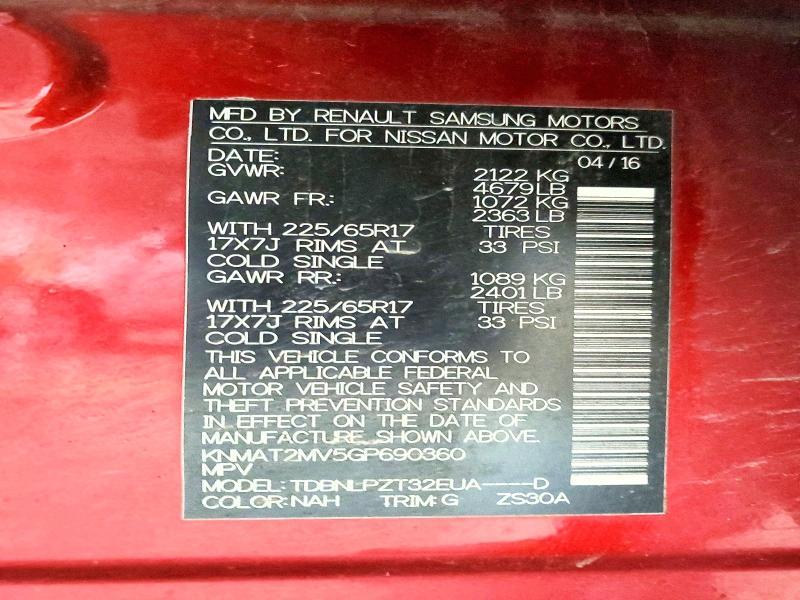 MFD BY RENAULT SAMSUNG MOTORS
CO., LTD. FOR NISSAN MOTOR CO., LTD.
DATE: 04/16
GVWR: 2122 KG
4679 LB
GAWR FR.: 1072 KG
2363 LB
WITH 225/65R17 TIRES
17X7J RIMS AT 33 PSI
COLD SINGLE
GAWR RR.: 1089 KG
2401 LB
WITH 225/65R17 TIRES
17X7J RIMS AT 33 PSI
COLD SINGLE
THIS VEHICLE CONFORMS TO
ALL APPLICABLE FEDERAL
MOTOR VEHICLE SAFETY AND
THEFT PREVENTION STANDARDS
IN EFFECT ON THE DATE OF
MANUFACTURE SHOWN ABOVE.
KNMAT2MV5GP690360
MPV
MODEL: TDBNLPZT32EUA----D
COLOR: NAH TRIM: G ZS30A